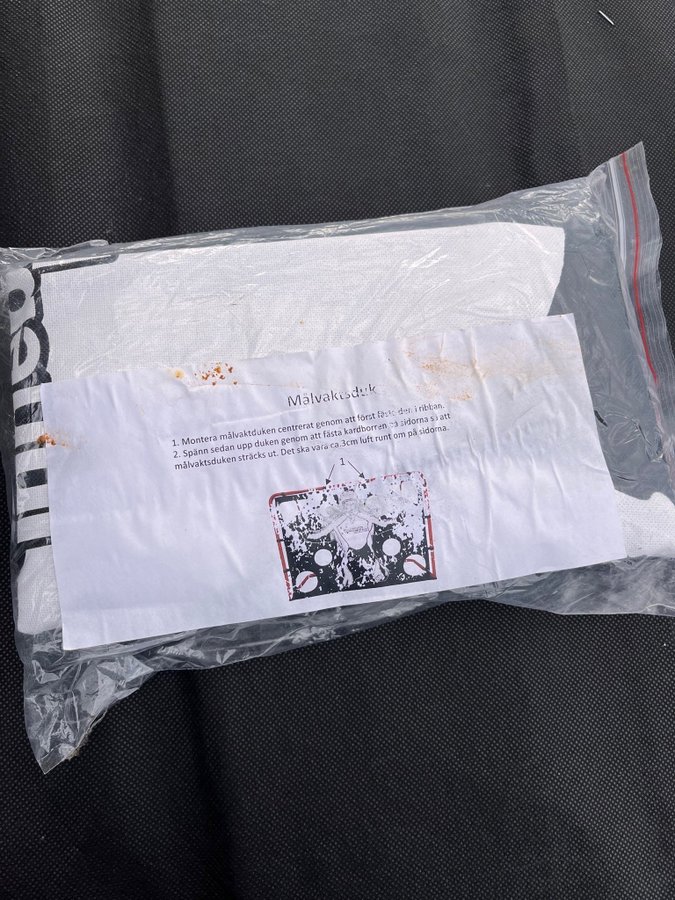 Målvaktsduk
1. Montera målvaktduken centrerat genom att först fästa den i ribban.
2. Spänn sedan upp duken genom att fästa kardborren på sidorna så att
målvaktsduken sträcks ut. Det ska vara ca 3cm luft runt om på sidorna.
1